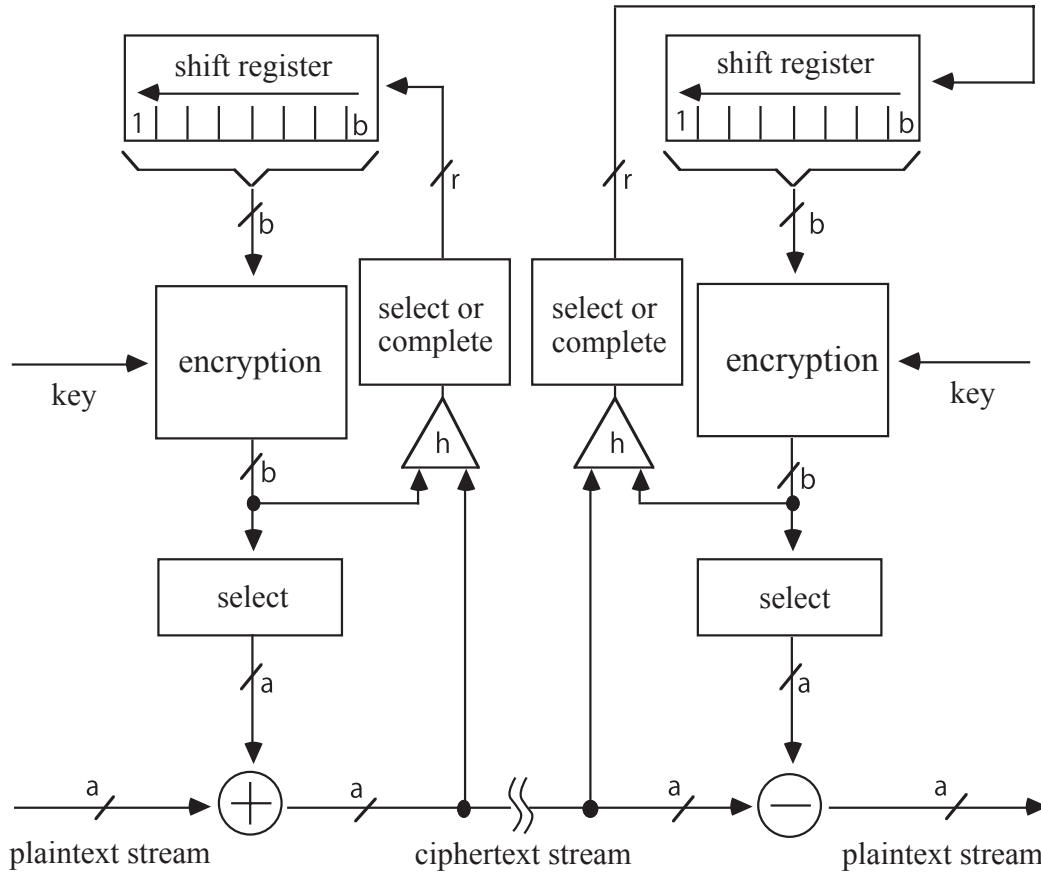 shift register
1 b
r
b
encryption
key
select or
complete
h
b
select
a
a
plaintext stream
a
ciphertext stream
shift register
1 b
r
b
select or
complete
encryption
key
h
b
select
a
a
a
plaintext stream